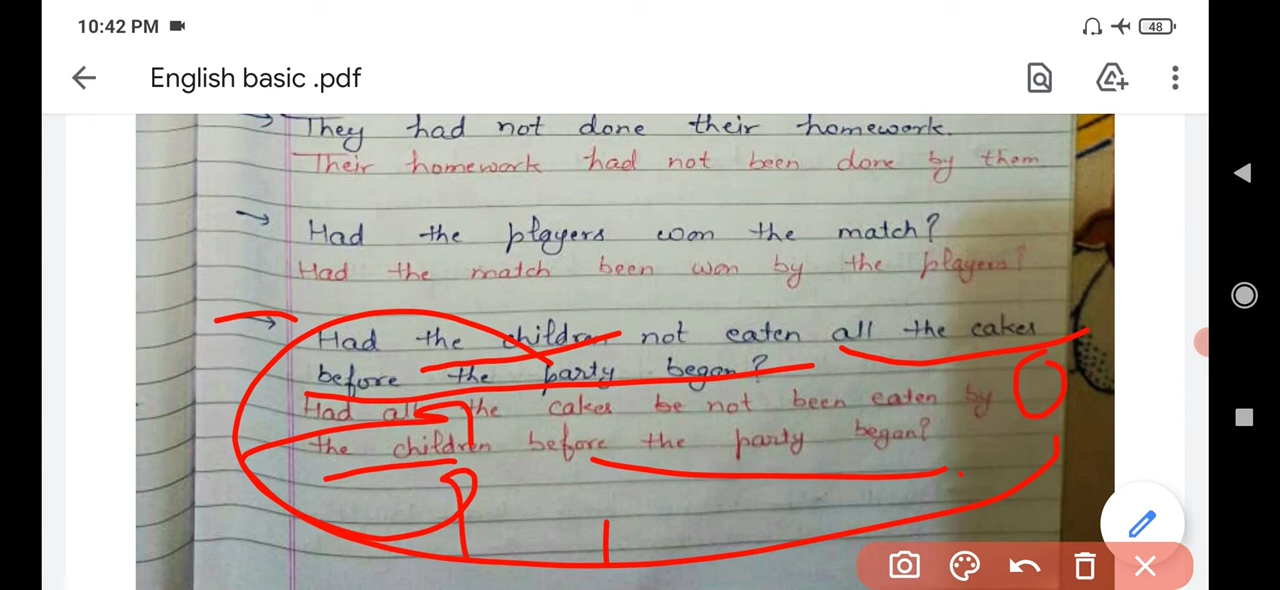 10:42 PM
48
English basic .pdf
They had not done their homework.
Their homework had not been done by them
Had the players won the match?
Had the match been won by the players?
Had the children not eaten all the cakes
before the party began?
Had all the cakes be not been eaten by
the children before the party began?